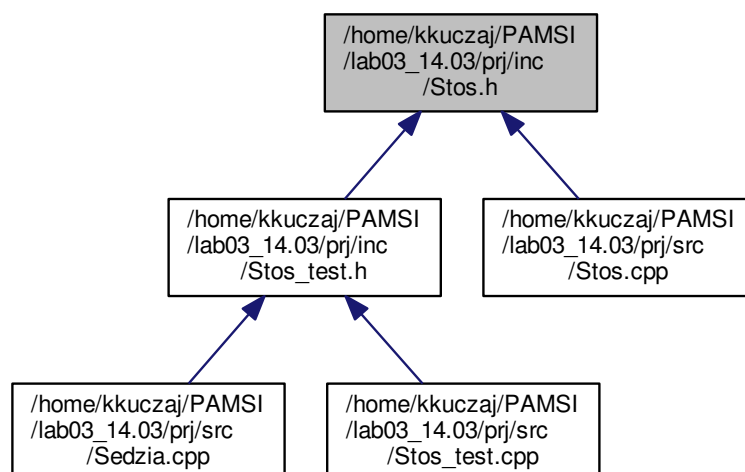 /home/kkuczaj/PAMSI
/lab03_14.03/prj/inc
/Stos.h
/home/kkuczaj/PAMSI
/lab03_14.03/prj/inc
/Stos_test.h
/home/kkuczaj/PAMSI
/lab03_14.03/prj/src
/Stos.cpp
/home/kkuczaj/PAMSI
/lab03_14.03/prj/src
/Sedzia.cpp
/home/kkuczaj/PAMSI
/lab03_14.03/prj/src
/Stos_test.cpp